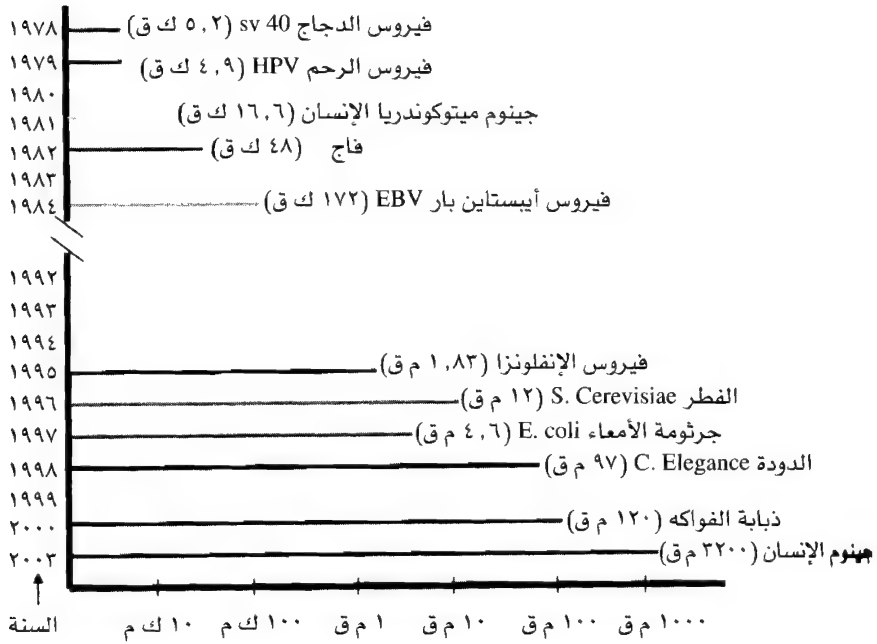 ١٩٧٨ فيروس الدجاج sv 40 (٥,٢ ك ق)
١٩٧٩ فيروس الرحم HPV (٤,٩ ك ق)
١٩٨٠
١٩٨١ جينوم ميتوكوندريا الإنسان (١٦,٦ ك ق)
١٩٨٢ فاج (٤٨ ك ق)
١٩٨٣
١٩٨٤ فيروس أيبستاين بار EBV (١٧٢ ك ق)
١٩٩٢
١٩٩٣
١٩٩٤
١٩٩٥ فيروس الإنفلونزا (١,٨٣ م ق)
١٩٩٦ الفطر S. Cerevisiae (١٢ م ق)
١٩٩٧ جرثومة الأمعاء E. coli (٤,٦ م ق)
١٩٩٨ الدودة C. Elegance (٩٧ م ق)
١٩٩٩
٢٠٠٠ ذبابة الفواكه (١٢٠ م ق)
٢٠٠٣ جينوم الإنسان (٣٢٠٠ م ق)
السنة ١٠ ك م ١٠٠ ك م ١ م ق ١٠ م ق ١٠٠ م ق ١٠٠٠ م ق